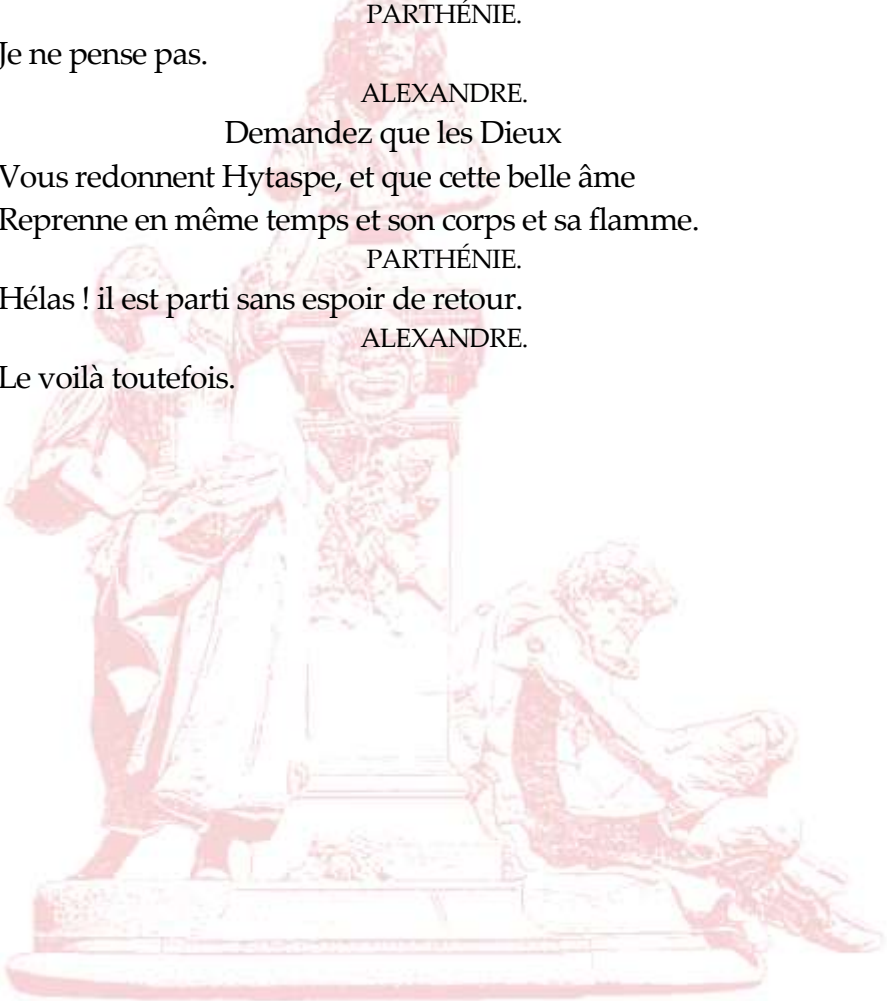 PARTHÉNIE.
Je ne pense pas.
ALEXANDRE.
Demandez que les Dieux
Vous redonnent Hytaspe, et que cette belle âme
Reprenne en même temps et son corps et sa flamme.
PARTHÉNIE.
Hélas ! il est parti sans espoir de retour.
ALEXANDRE.
Le voilà toutefois.